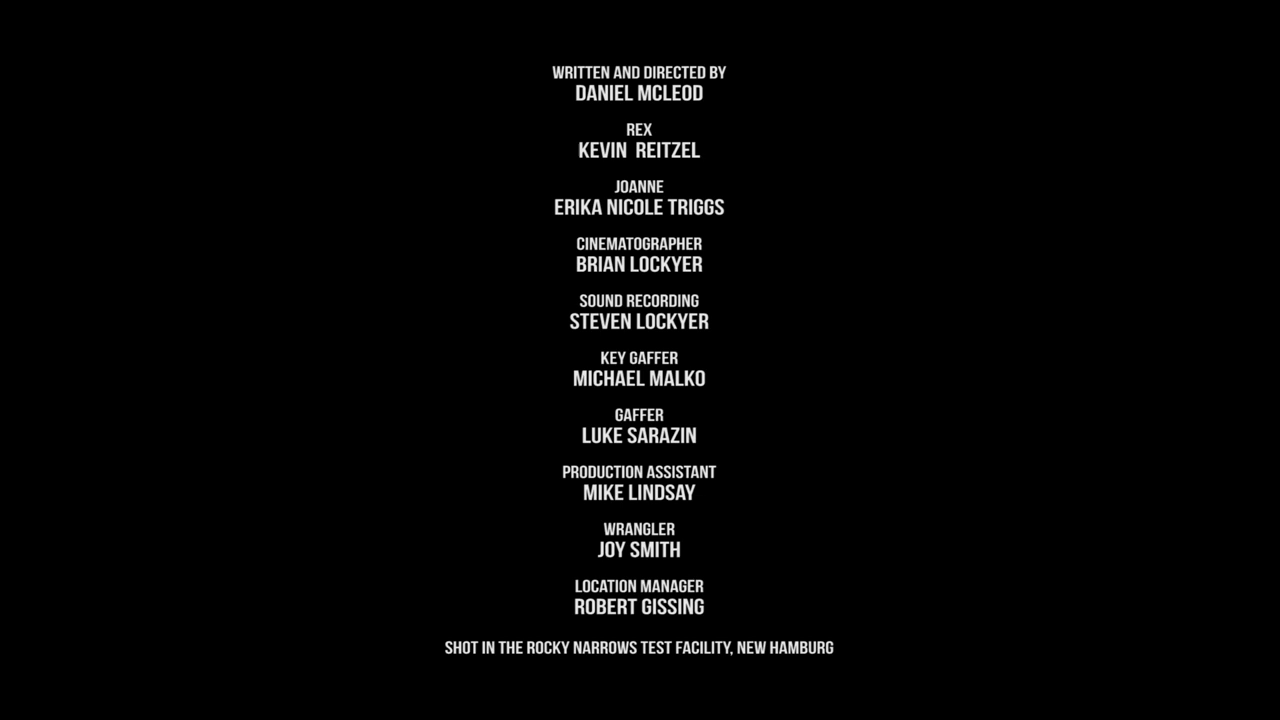 WRITTEN AND DIRECTED BY
DANIEL MCLEOD
REX
KEVIN REITZEL
JOANNE
ERIKA NICOLE TRIGGS
CINEMATOGRAPHER
BRIAN LOCKYER
SOUND RECORDING
STEVEN LOCKYER
KEY GAFFER
MICHAEL MALKO
GAFFER
LUKE SARAZIN
PRODUCTION ASSISTANT
MIKE LINDSAY
WRANGLER
JOY SMITH
LOCATION MANAGER
ROBERT GISSING
SHOT IN THE ROCKY NARROWS TEST FACILITY, NEW HAMBURG